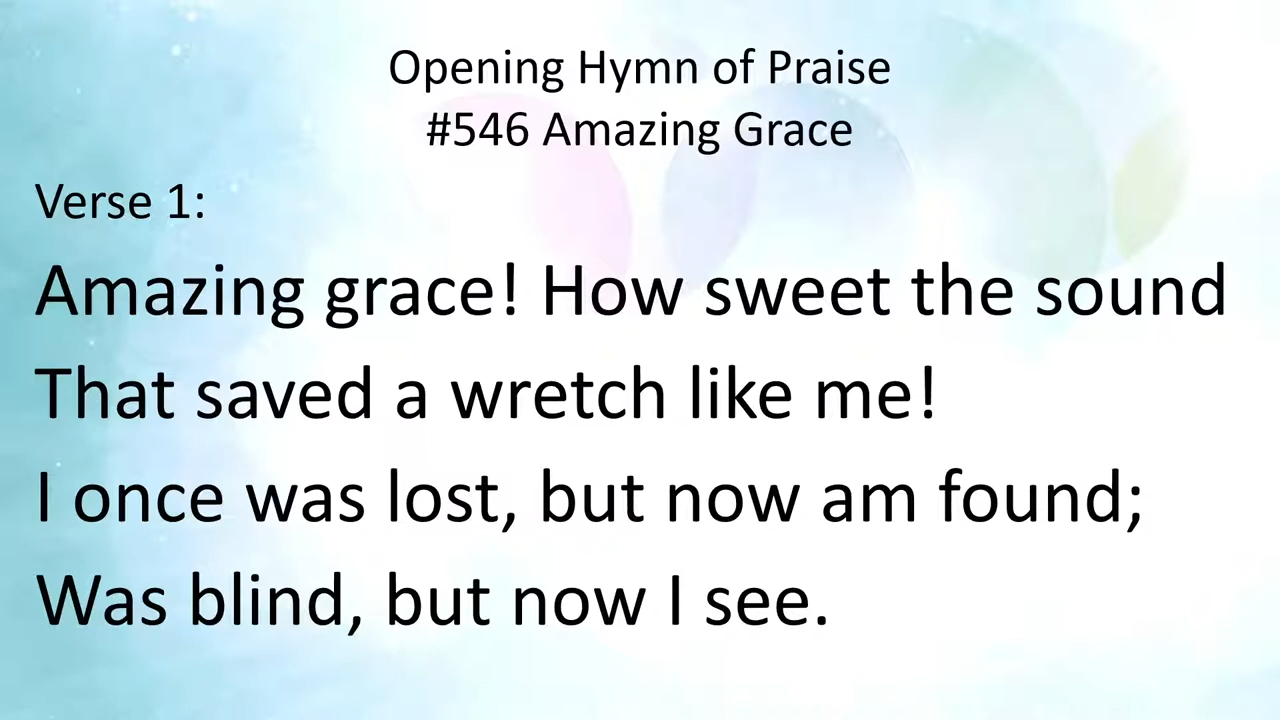 Opening Hymn of Praise
#546 Amazing Grace
Verse 1:
Amazing grace! How sweet the sound
That saved a wretch like me!
I once was lost, but now am found;
Was blind, but now I see.